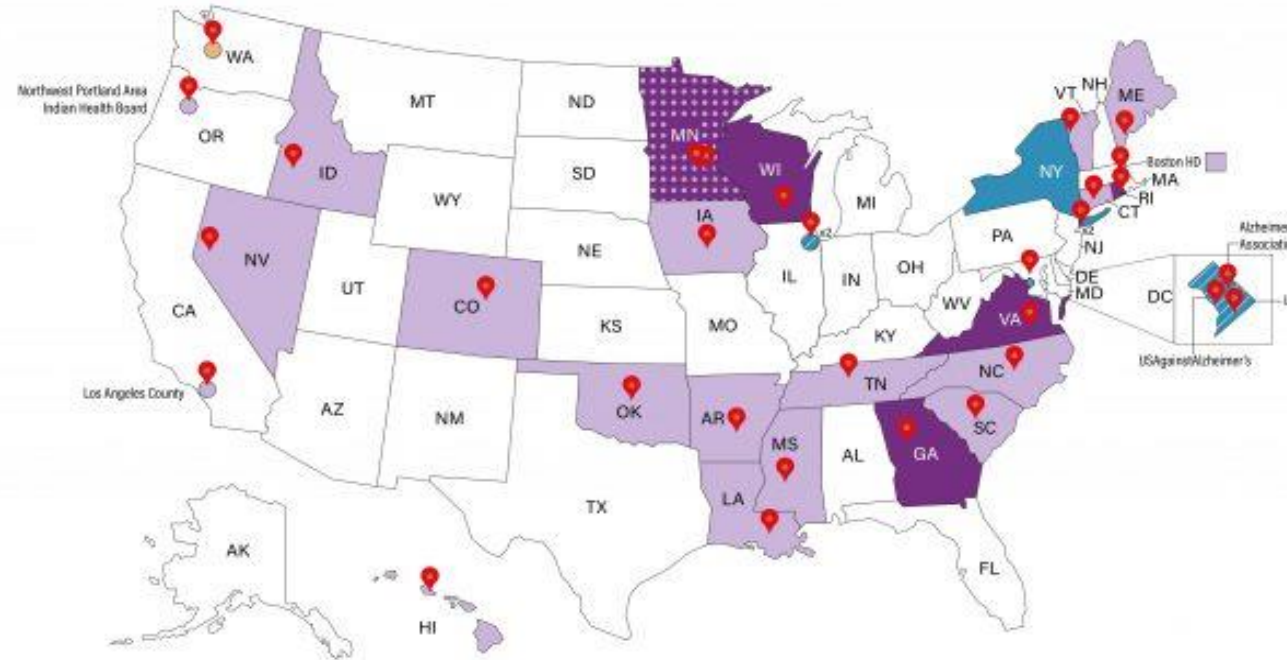 WA
Northwest Portland Area
Indian Health Board
OR
ID
MT
ND
MN
WI
SD
WY
IA
NE
NV
UT
CO
CA
Los Angeles County
AZ
NM
KS
OK
TX
MO
AR
LA
MS
AL
GA
FL
SC
NC
TN
KY
VA
WV
OH
IN
IL
x2
MI
PA
NY
VT
NH
ME
Boston HD
MA
RI
CT
x2
NJ
DE
MD
DC
Alzheimer
Associati
L
USAgainstAlzheimer's
AK
HI